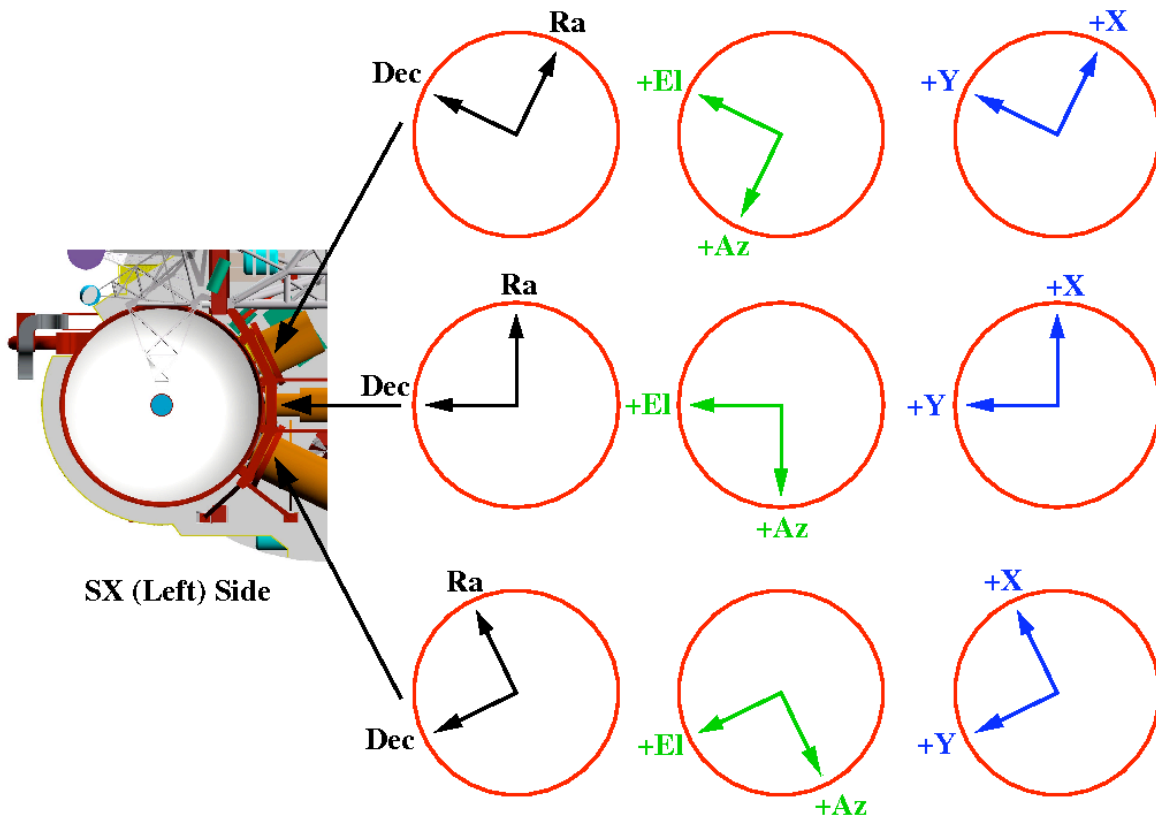 Ra
+X
Dec
+El
+Y
+Az
Ra
+X
Dec
+El
+Y
+Az
SX (Left) Side
Ra
+X
Dec
+El
+Y
+Az